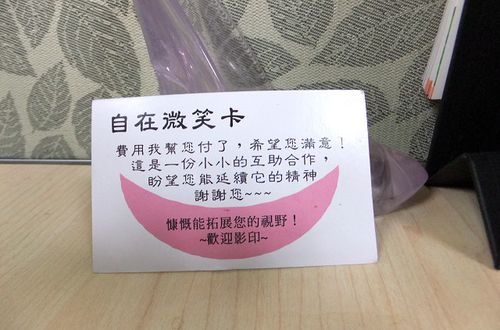 自在微笑卡
費用我幫您付了，希望您滿意！
這是一份小小的互助合作，
盼望您能延續它的精神
謝謝您~~~
慷慨能拓展您的視野！
~歡迎影印~